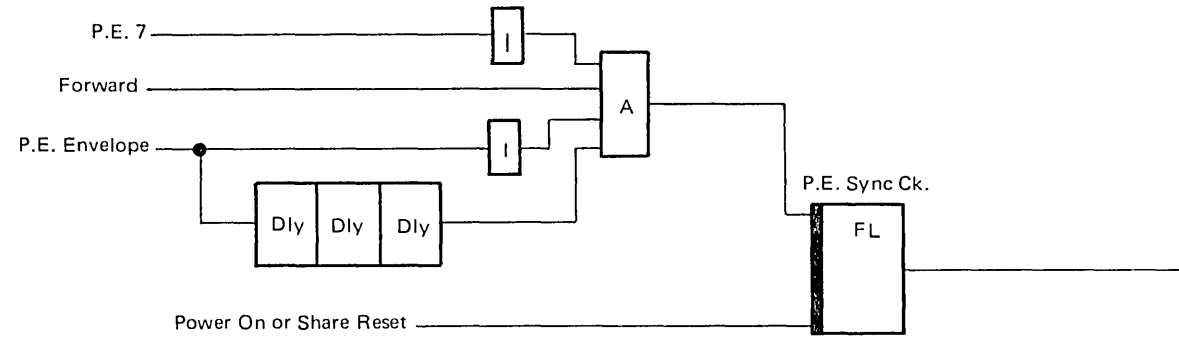 P.E. 7
I
Forward
A
P.E. Envelope
I
P.E. Sync Ck.
Dly Dly Dly
FL
Power On or Share Reset